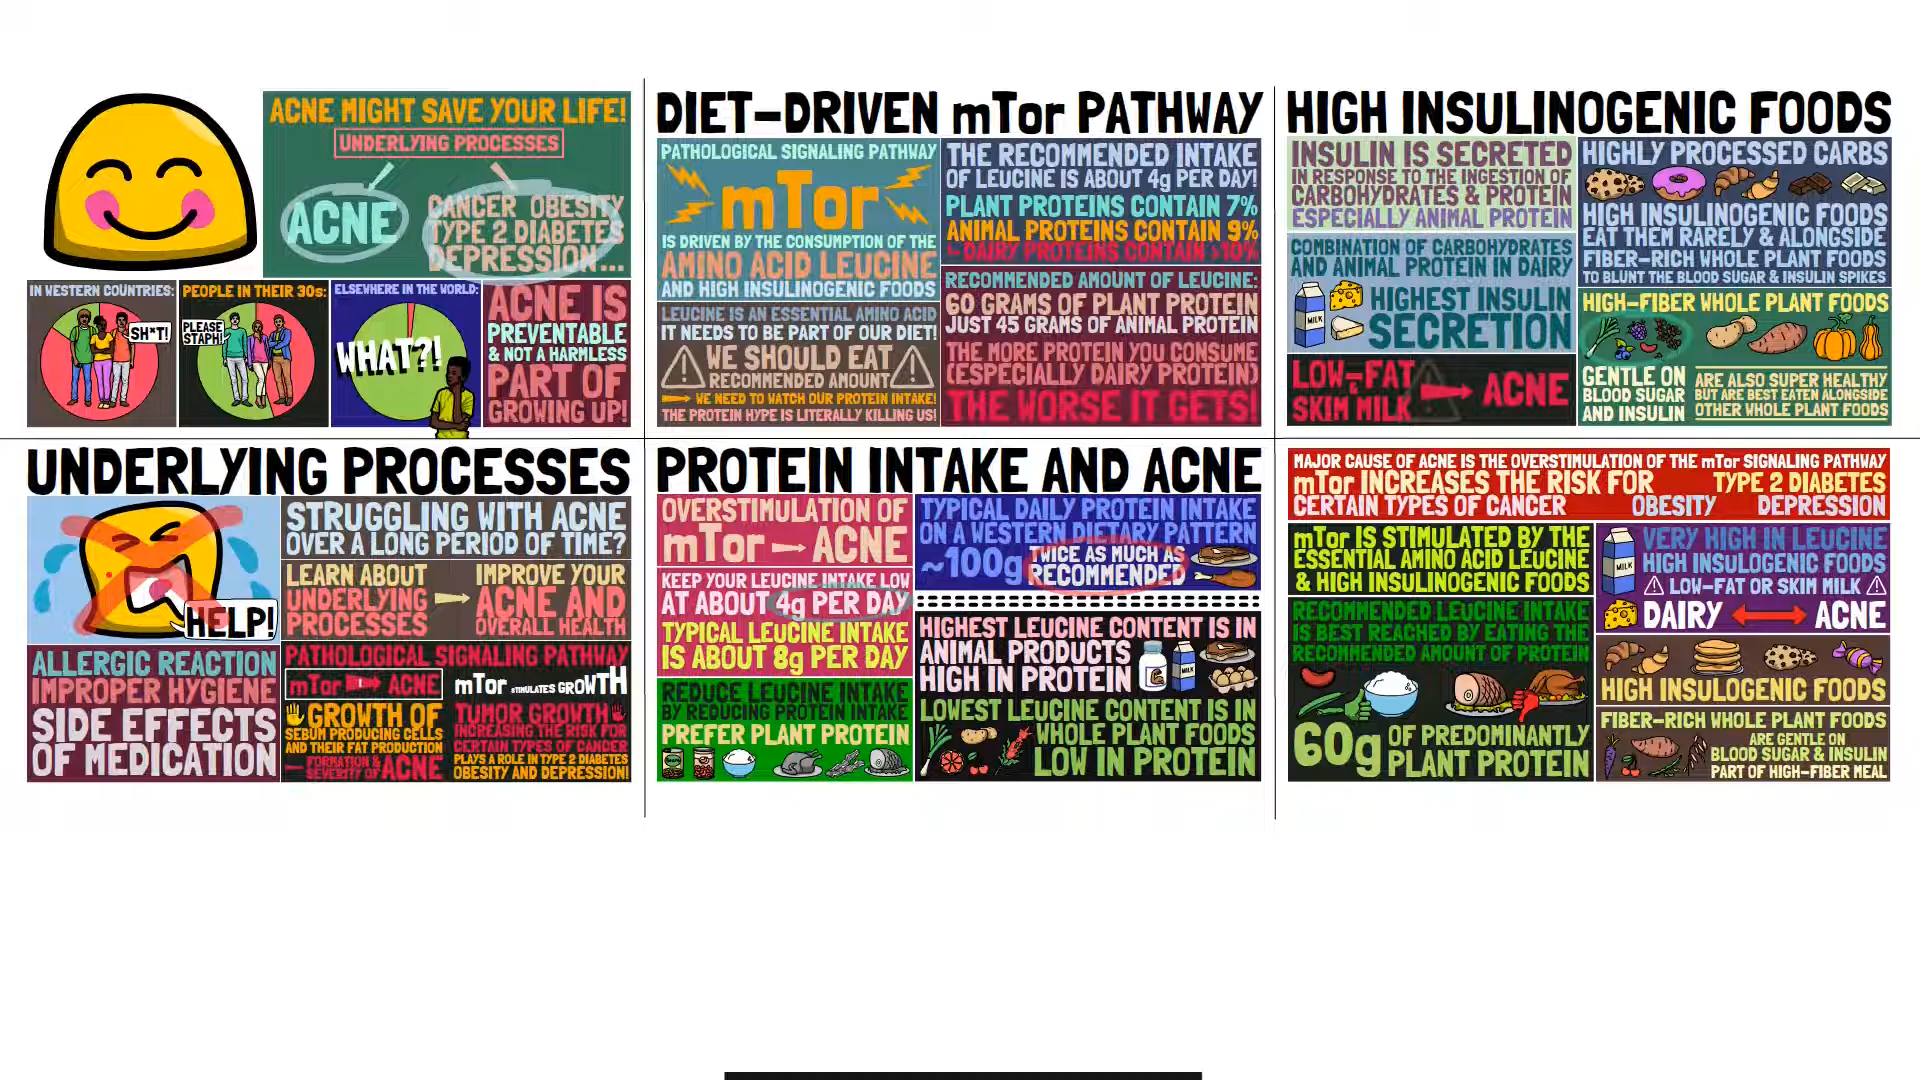 ACNE MIGHT SAVE YOUR LIFE!
UNDERLYING PROCESSES
ACNE
CANCER OBESITY
TYPE 2 DIABETES
DEPRESSION...
IN WESTERN COUNTRIES:
SH*T!
PEOPLE IN THEIR 30s:
PLEASE
STAPH!
ELSEWHERE IN THE WORLD:
WHAT?!
ACNE IS
PREVENTABLE
& NOT A HARMLESS
PART OF
GROWING UP!
DIET-DRIVEN mTor PATHWAY
PATHOLOGICAL SIGNALING PATHWAY
mTor
IS DRIVEN BY THE CONSUMPTION OF THE
AMINO ACID LEUCINE
AND HIGH INSULINOGENIC FOODS
LEUCINE IS AN ESSENTIAL AMINO ACID
IT NEEDS TO BE PART OF OUR DIET!
WE SHOULD EAT
RECOMMENDED AMOUNT
WE NEED TO WATCH OUR PROTEIN INTAKE!
THE PROTEIN HYPE IS LITERALLY KILLING US!
THE RECOMMENDED INTAKE
OF LEUCINE IS ABOUT 4g PER DAY!
PLANT PROTEINS CONTAIN 7%
ANIMAL PROTEINS CONTAIN 9%
- DAIRY PROTEINS CONTAIN >10%
RECOMMENDED AMOUNT OF LEUCINE:
60 GRAMS OF PLANT PROTEIN
JUST 45 GRAMS OF ANIMAL PROTEIN
THE MORE PROTEIN YOU CONSUME
(ESPECIALLY DAIRY PROTEIN)
THE WORSE IT GETS!
HIGH INSULINOGENIC FOODS
INSULIN IS SECRETED
IN RESPONSE TO THE INGESTION OF
CARBOHYDRATES & PROTEIN
ESPECIALLY ANIMAL PROTEIN
COMBINATION OF CARBOHYDRATES
AND ANIMAL PROTEIN IN DAIRY
MILK
HIGHEST INSULIN
SECRETION
LOW-FAT
&
SKIM MILK
ACNE
HIGHLY PROCESSED CARBS
HIGH INSULINOGENIC FOODS
EAT THEM RARELY & ALONGSIDE
FIBER-RICH WHOLE PLANT FOODS
TO BLUNT THE BLOOD SUGAR & INSULIN SPIKES
HIGH-FIBER WHOLE PLANT FOODS
GENTLE ON
BLOOD SUGAR
AND INSULIN
ARE ALSO SUPER HEALTHY
BUT ARE BEST EATEN ALONGSIDE
OTHER WHOLE PLANT FOODS
UNDERLYING PROCESSES
HELP!
STRUGGLING WITH ACNE
OVER A LONG PERIOD OF TIME?
LEARN ABOUT
UNDERLYING
PROCESSES
IMPROVE YOUR
ACNE AND
OVERALL HEALTH
ALLERGIC REACTION
IMPROPER HYGIENE
SIDE EFFECTS
OF MEDICATION
PATHOLOGICAL SIGNALING PATHWAY
mTor ACNE
mTor STIMULATES GROWTH
GROWTH OF
SEBUM PRODUCING CELLS
AND THEIR FAT PRODUCTION
FORMATION &
SEVERITY OF ACNE
TUMOR GROWTH
INCREASING THE RISK FOR
CERTAIN TYPES OF CANCER
PLAYS A ROLE IN TYPE 2 DIABETES
OBESITY AND DEPRESSION!
PROTEIN INTAKE AND ACNE
OVERSTIMULATION OF
mTor ACNE
KEEP YOUR LEUCINE INTAKE LOW
AT ABOUT 4g PER DAY
TYPICAL LEUCINE INTAKE
IS ABOUT 8g PER DAY
REDUCE LEUCINE INTAKE
BY REDUCING PROTEIN INTAKE
PREFER PLANT PROTEIN
TYPICAL DAILY PROTEIN INTAKE
ON A WESTERN DIETARY PATTERN
~100g
TWICE AS MUCH AS
RECOMMENDED
HIGHEST LEUCINE CONTENT IS IN
ANIMAL PRODUCTS
HIGH IN PROTEIN
MILK
LOWEST LEUCINE CONTENT IS IN
WHOLE PLANT FOODS
LOW IN PROTEIN
MAJOR CAUSE OF ACNE IS THE OVERSTIMULATION OF THE mTor SIGNALING PATHWAY
mTor INCREASES THE RISK FOR TYPE 2 DIABETES
CERTAIN TYPES OF CANCER OBESITY DEPRESSION
mTor IS STIMULATED BY THE
ESSENTIAL AMINO ACID LEUCINE
& HIGH INSULINOGENIC FOODS
RECOMMENDED LEUCINE INTAKE
IS BEST REACHED BY EATING THE
RECOMMENDED AMOUNT OF PROTEIN
60g
OF PREDOMINANTLY
PLANT PROTEIN
MILK
VERY HIGH IN LEUCINE
HIGH INSULOGENIC FOODS
LOW-FAT OR SKIM MILK
DAIRY ACNE
HIGH INSULOGENIC FOODS
FIBER-RICH WHOLE PLANT FOODS
ARE GENTLE ON
BLOOD SUGAR & INSULIN
PART OF HIGH-FIBER MEAL